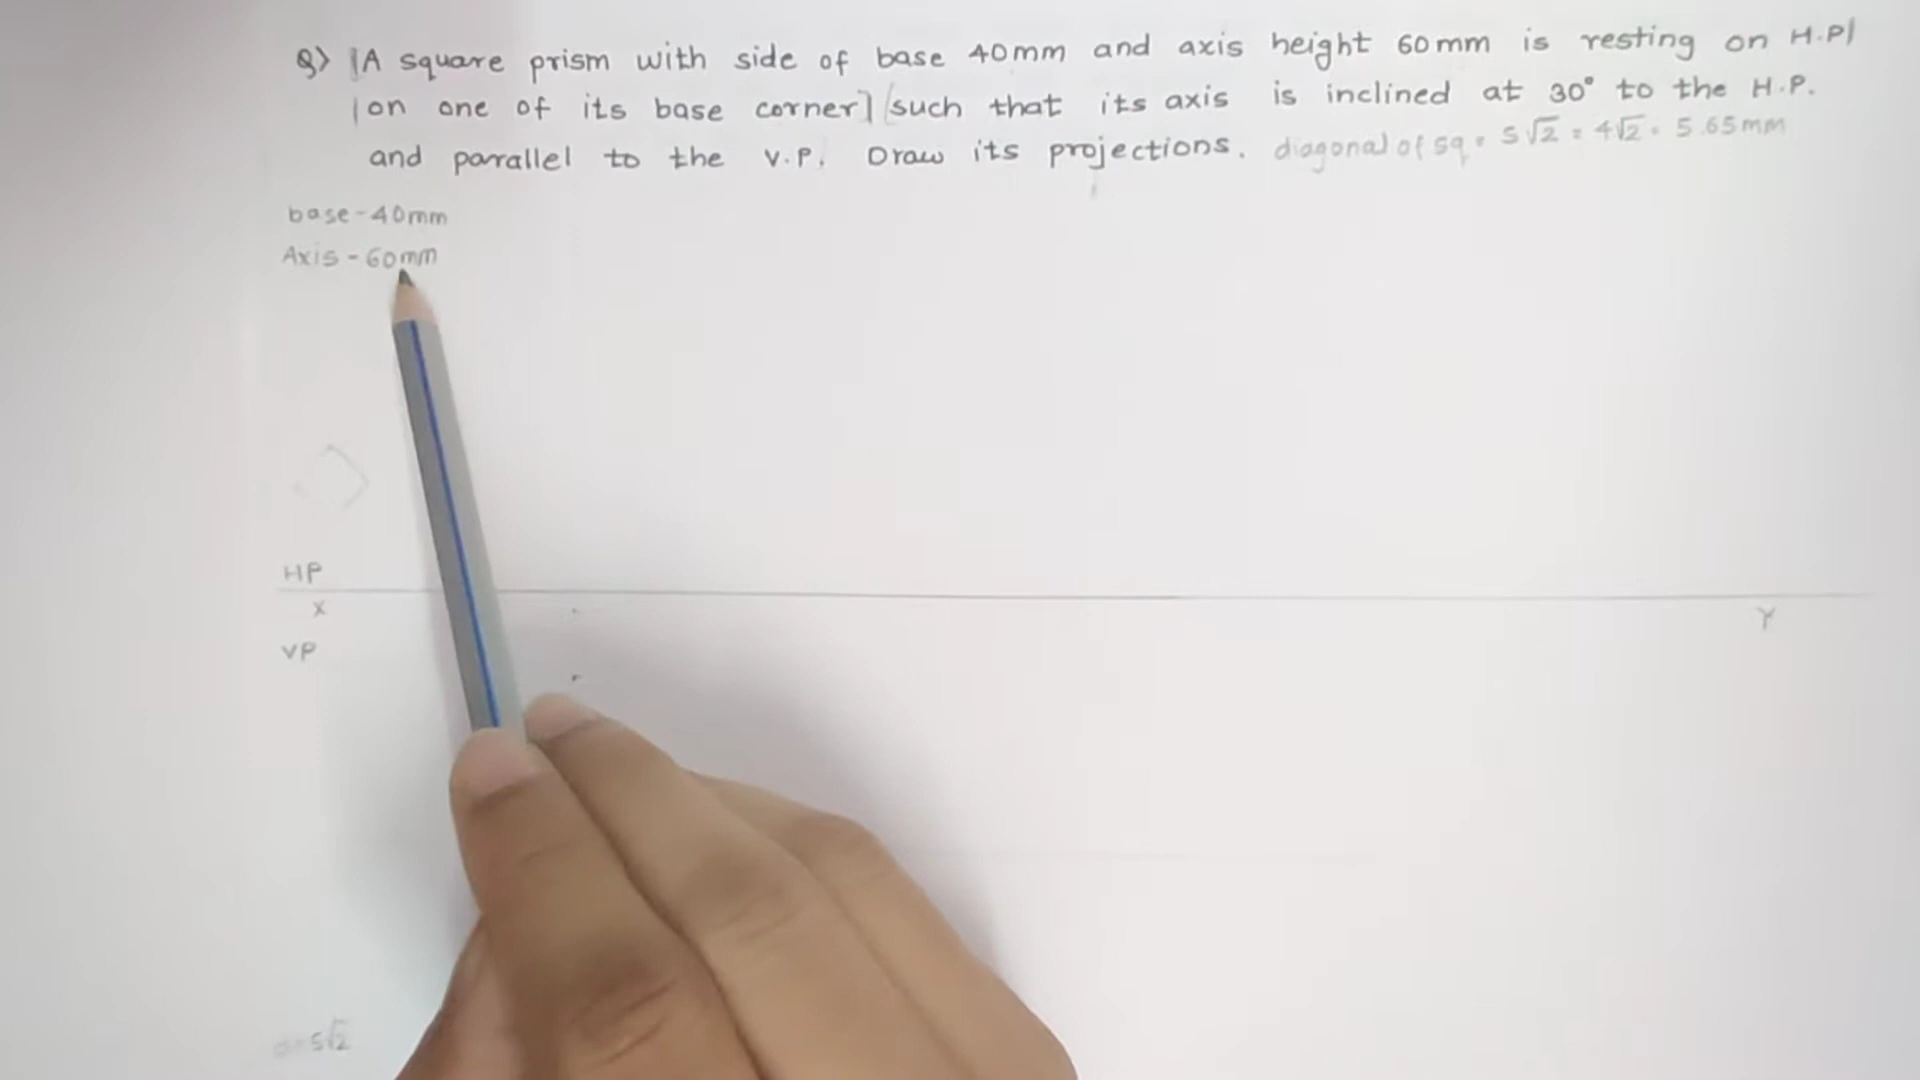 Q) [A square prism with side of base 40mm and axis height 60mm is resting on H.P]
[on one of its base corner] [such that its axis is inclined at 30° to the H.P.
and parallel to the V.P. Draw its projections. diagonal of sq = S√2 = 4√2 = 5.65mm
base-40mm
Axis-60mm
HP
X
Y
VP
S√2